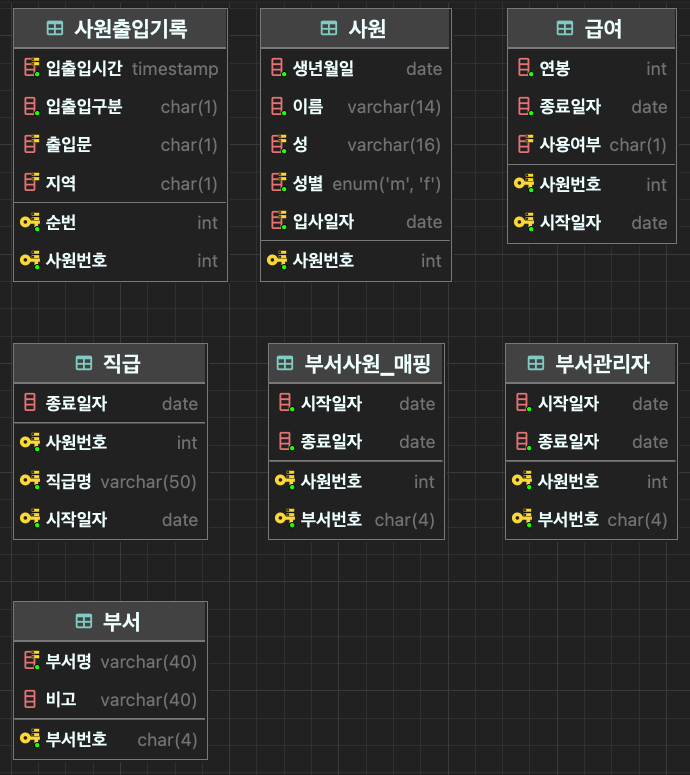 사원출입기록
입출입시간 timestamp
입출입구분 char(1)
출입문 char(1)
지역 char(1)
순번 int
사원번호 int
사원
생년월일 date
이름 varchar(14)
성 varchar(16)
성별 enum('m', 'f')
입사일자 date
사원번호 int
급여
연봉 int
종료일자 date
사용여부 char(1)
사원번호 int
시작일자 date
직급
종료일자 date
사원번호 int
직급명 varchar(50)
시작일자 date
부서사원_매핑
시작일자 date
종료일자 date
사원번호 int
부서번호 char(4)
부서관리자
시작일자 date
종료일자 date
사원번호 int
부서번호 char(4)
부서
부서명 varchar(40)
비고 varchar(40)
부서번호 char(4)